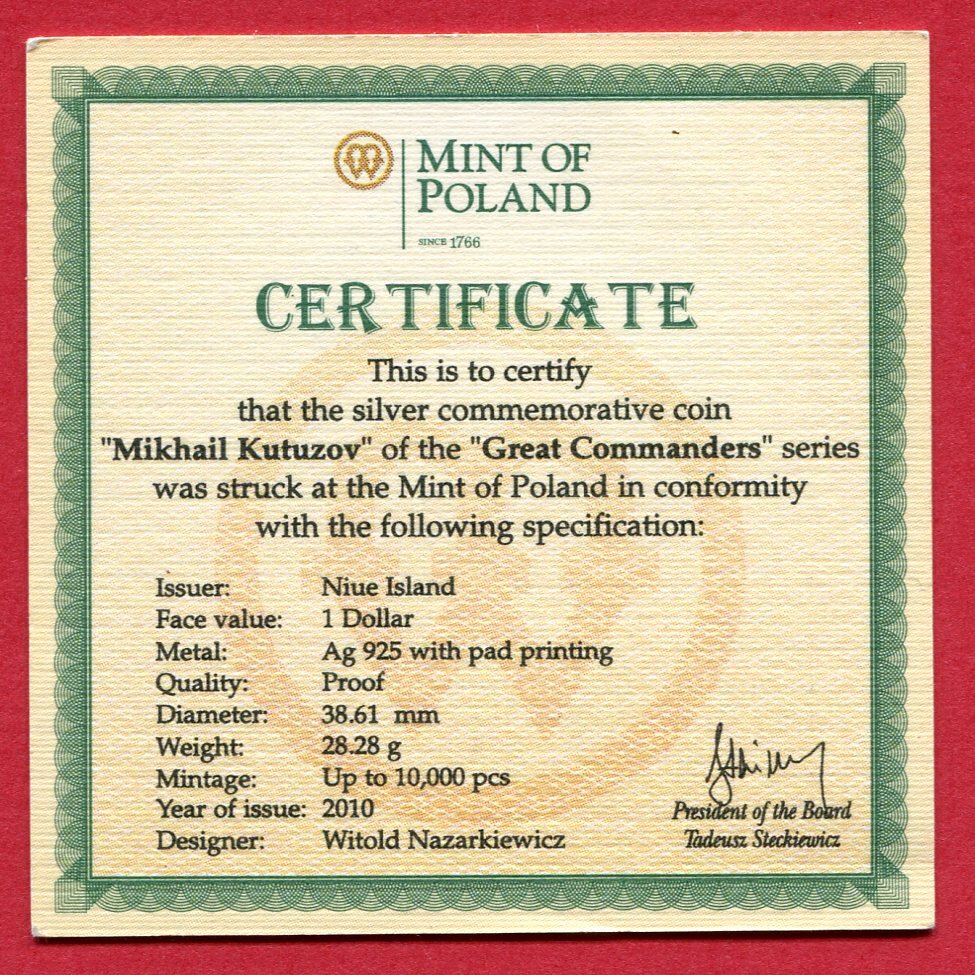 MINT OF
POLAND
SINCE 1766
CERTIFICATE
This is to certify
that the silver commemorative coin
"Mikhail Kutuzov" of the "Great Commanders" series
was struck at the Mint of Poland in conformity
with the following specification:
Issuer: Niue Island
Face value: 1 Dollar
Metal: Ag 925 with pad printing
Quality: Proof
Diameter: 38.61 mm
Weight: 28.28 g
Mintage: Up to 10,000 pcs
Year of issue: 2010
Designer: Witold Nazarkiewicz
President of the Board
Tadeusz Steckiewicz